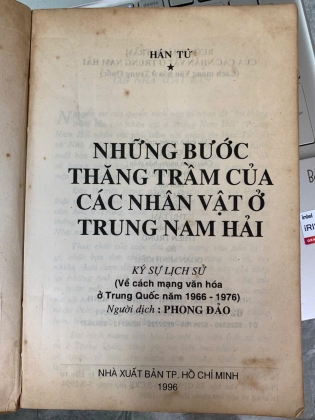 HÁN TỬ
★
NHỮNG BƯỚC
THĂNG TRẦM CỦA
CÁC NHÂN VẬT Ở
TRUNG NAM HẢI
KÝ SỰ LỊCH SỬ
(Về cách mạng văn hóa
ở Trung Quốc năm 1966 - 1976)
Người dịch : PHONG ĐẢO
NHÀ XUẤT BẢN TP. HỒ CHÍ MINH
1996
intel